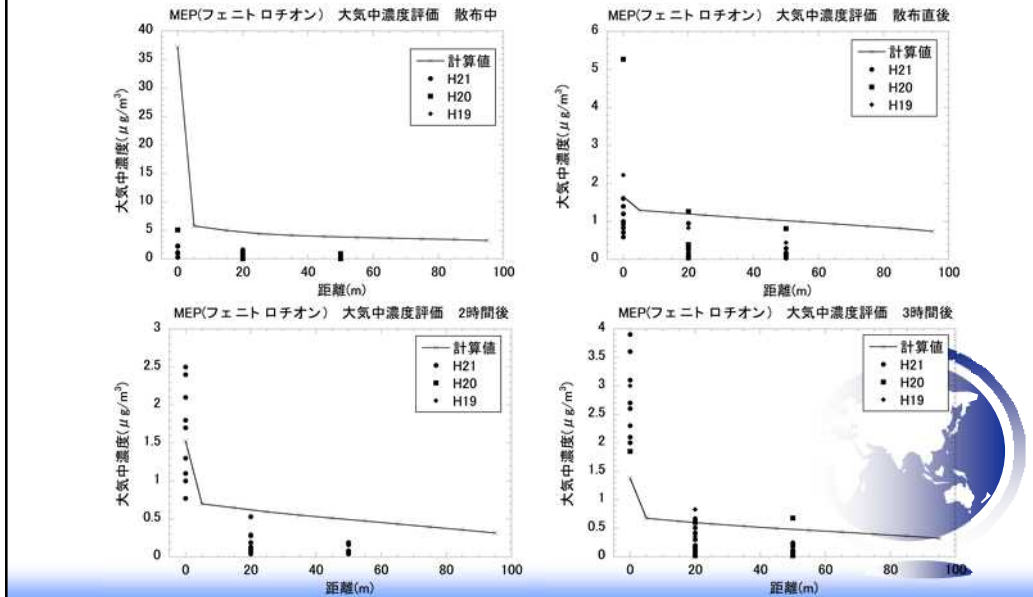 MEP(フェニトロチオン) 大気中濃度評価 散布中
大気中濃度(μg/m³)
40
35
30
25
20
15
10
5
0
計算値
H21
H20
H19
0 20 40 60 80 100
距離(m)
MEP(フェニトロチオン) 大気中濃度評価 散布直後
大気中濃度(μg/m³)
6
5
4
3
2
1
0
計算値
H21
H20
H19
0 20 40 60 80 100
距離(m)
MEP(フェニトロチオン) 大気中濃度評価 2時間後
大気中濃度(μg/m³)
3
2.5
2
1.5
1
0.5
0
計算値
H21
H20
H19
0 20 40 60 80 100
距離(m)
MEP(フェニトロチオン) 大気中濃度評価 3時間後
大気中濃度(μg/m³)
4
3.5
3
2.5
2
1.5
1
0.5
0
計算値
H21
H20
H19
0 20 40 60 80 100
距離(m)